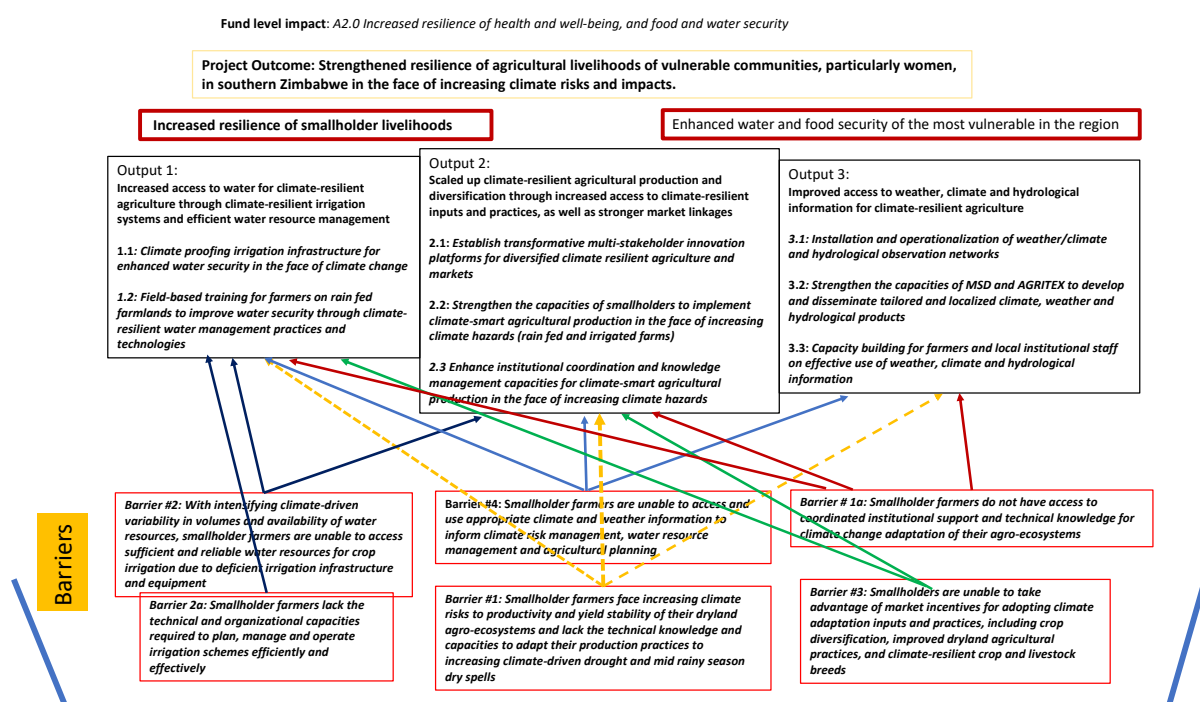 Fund level impact: A2.0 Increased resilience of health and well-being, and food and water security
Project Outcome: Strengthened resilience of agricultural livelihoods of vulnerable communities, particularly women,
in southern Zimbabwe in the face of increasing climate risks and impacts.
Increased resilience of smallholder livelihoods
Enhanced water and food security of the most vulnerable in the region
Output 1:
Increased access to water for climate-resilient
agriculture through climate-resilient irrigation
systems and efficient water resource management
1.1: Climate proofing irrigation infrastructure for
enhanced water security in the face of climate change
1.2: Field-based training for farmers on rain fed
farmlands to improve water security through climate-
resilient water management practices and
technologies
Output 2:
Scaled up climate-resilient agricultural production and
diversification through increased access to climate-resilient
inputs and practices, as well as stronger market linkages
2.1: Establish transformative multi-stakeholder innovation
platforms for diversified climate resilient agriculture and
markets
2.2: Strengthen the capacities of smallholders to implement
climate-smart agricultural production in the face of increasing
climate hazards (rain fed and irrigated farms)
2.3 Enhance institutional coordination and knowledge
management capacities for climate-smart agricultural
production in the face of increasing climate hazards
Output 3:
Improved access to weather, climate and hydrological
information for climate-resilient agriculture
3.1: Installation and operationalization of weather/climate
and hydrological observation networks
3.2: Strengthen the capacities of MSD and AGRITEX to develop
and disseminate tailored and localized climate, weather and
hydrological products
3.3: Capacity building for farmers and local institutional staff
on effective use of weather, climate and hydrological
information
Barriers
Barrier #2: With intensifying climate-driven
variability in volumes and availability of water
resources, smallholder farmers are unable to access
sufficient and reliable water resources for crop
irrigation due to deficient irrigation infrastructure
and equipment
Barrier 2a: Smallholder farmers lack the
technical and organizational capacities
required to plan, manage and operate
irrigation schemes efficiently and
effectively
Barrier #4: Smallholder farmers are unable to access and
use appropriate climate and weather information to
inform climate risk management, water resource
management and agricultural planning
Barrier #1: Smallholder farmers face increasing climate
risks to productivity and yield stability of their dryland
agro-ecosystems and lack the technical knowledge and
capacities to adapt their production practices to
increasing climate-driven drought and mid rainy season
dry spells
Barrier # 1a: Smallholder farmers do not have access to
coordinated institutional support and technical knowledge for
climate change adaptation of their agro-ecosystems
Barrier #3: Smallholders are unable to take
advantage of market incentives for adopting climate
adaptation inputs and practices, including crop
diversification, improved dryland agricultural
practices, and climate-resilient crop and livestock
breeds